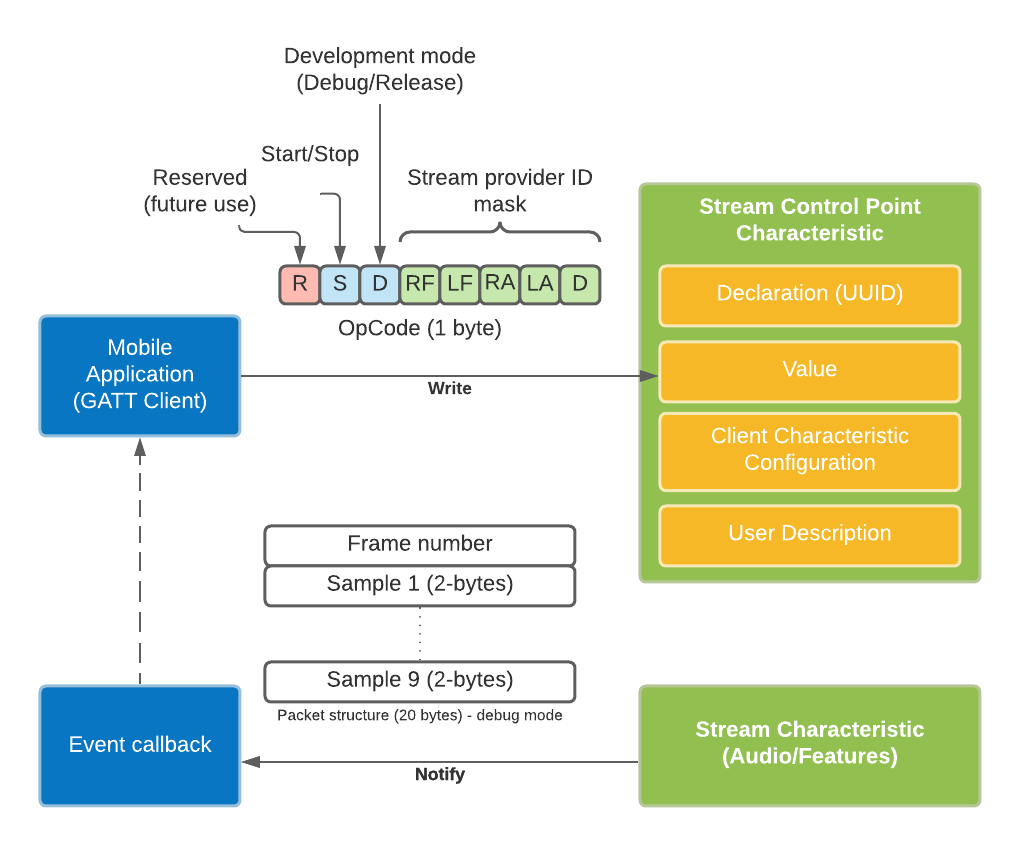 Development mode
(Debug/Release)
Start/Stop
Reserved
(future use)
Stream provider ID
mask
R S D RF LF RA LA D
OpCode (1 byte)
Stream Control Point
Characteristic
Declaration (UUID)
Value
Client Characteristic
Configuration
User Description
Mobile
Application
(GATT Client)
Write
Frame number
Sample 1 (2-bytes)
Sample 9 (2-bytes)
Packet structure (20 bytes) - debug mode
Event callback
Notify
Stream Characteristic
(Audio/Features)